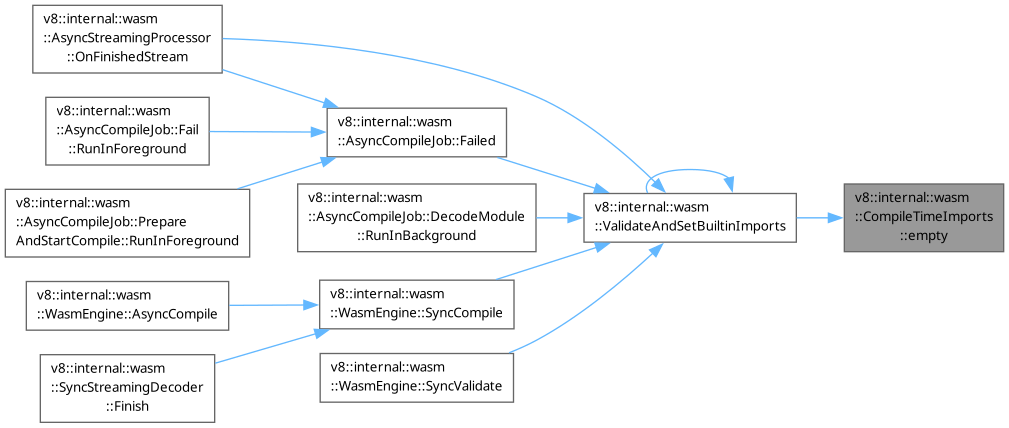 v8::internal::wasm
::AsyncStreamingProcessor
::OnFinishedStream
v8::internal::wasm
::AsyncCompileJob::Fail
::RunInForeground
v8::internal::wasm
::AsyncCompileJob::Prepare
AndStartCompile::RunInForeground
v8::internal::wasm
::WasmEngine::AsyncCompile
v8::internal::wasm
::SyncStreamingDecoder
::Finish
v8::internal::wasm
::AsyncCompileJob::Failed
v8::internal::wasm
::AsyncCompileJob::DecodeModule
::RunInBackground
v8::internal::wasm
::WasmEngine::SyncCompile
v8::internal::wasm
::WasmEngine::SyncValidate
v8::internal::wasm
::ValidateAndSetBuiltinImports
v8::internal::wasm
::CompileTimeImports
::empty